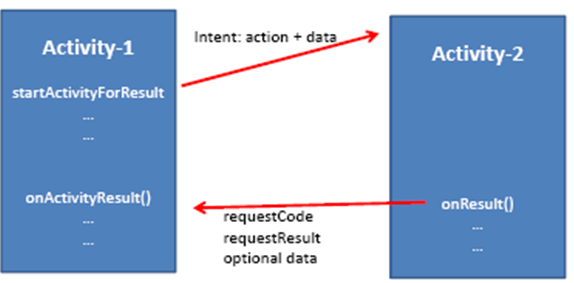 Activity-1
startActivityForResult
...
...
onActivityResult()
...
...
Intent: action + data
requestCode
requestResult
optional data
Activity-2
onResult()
...
...